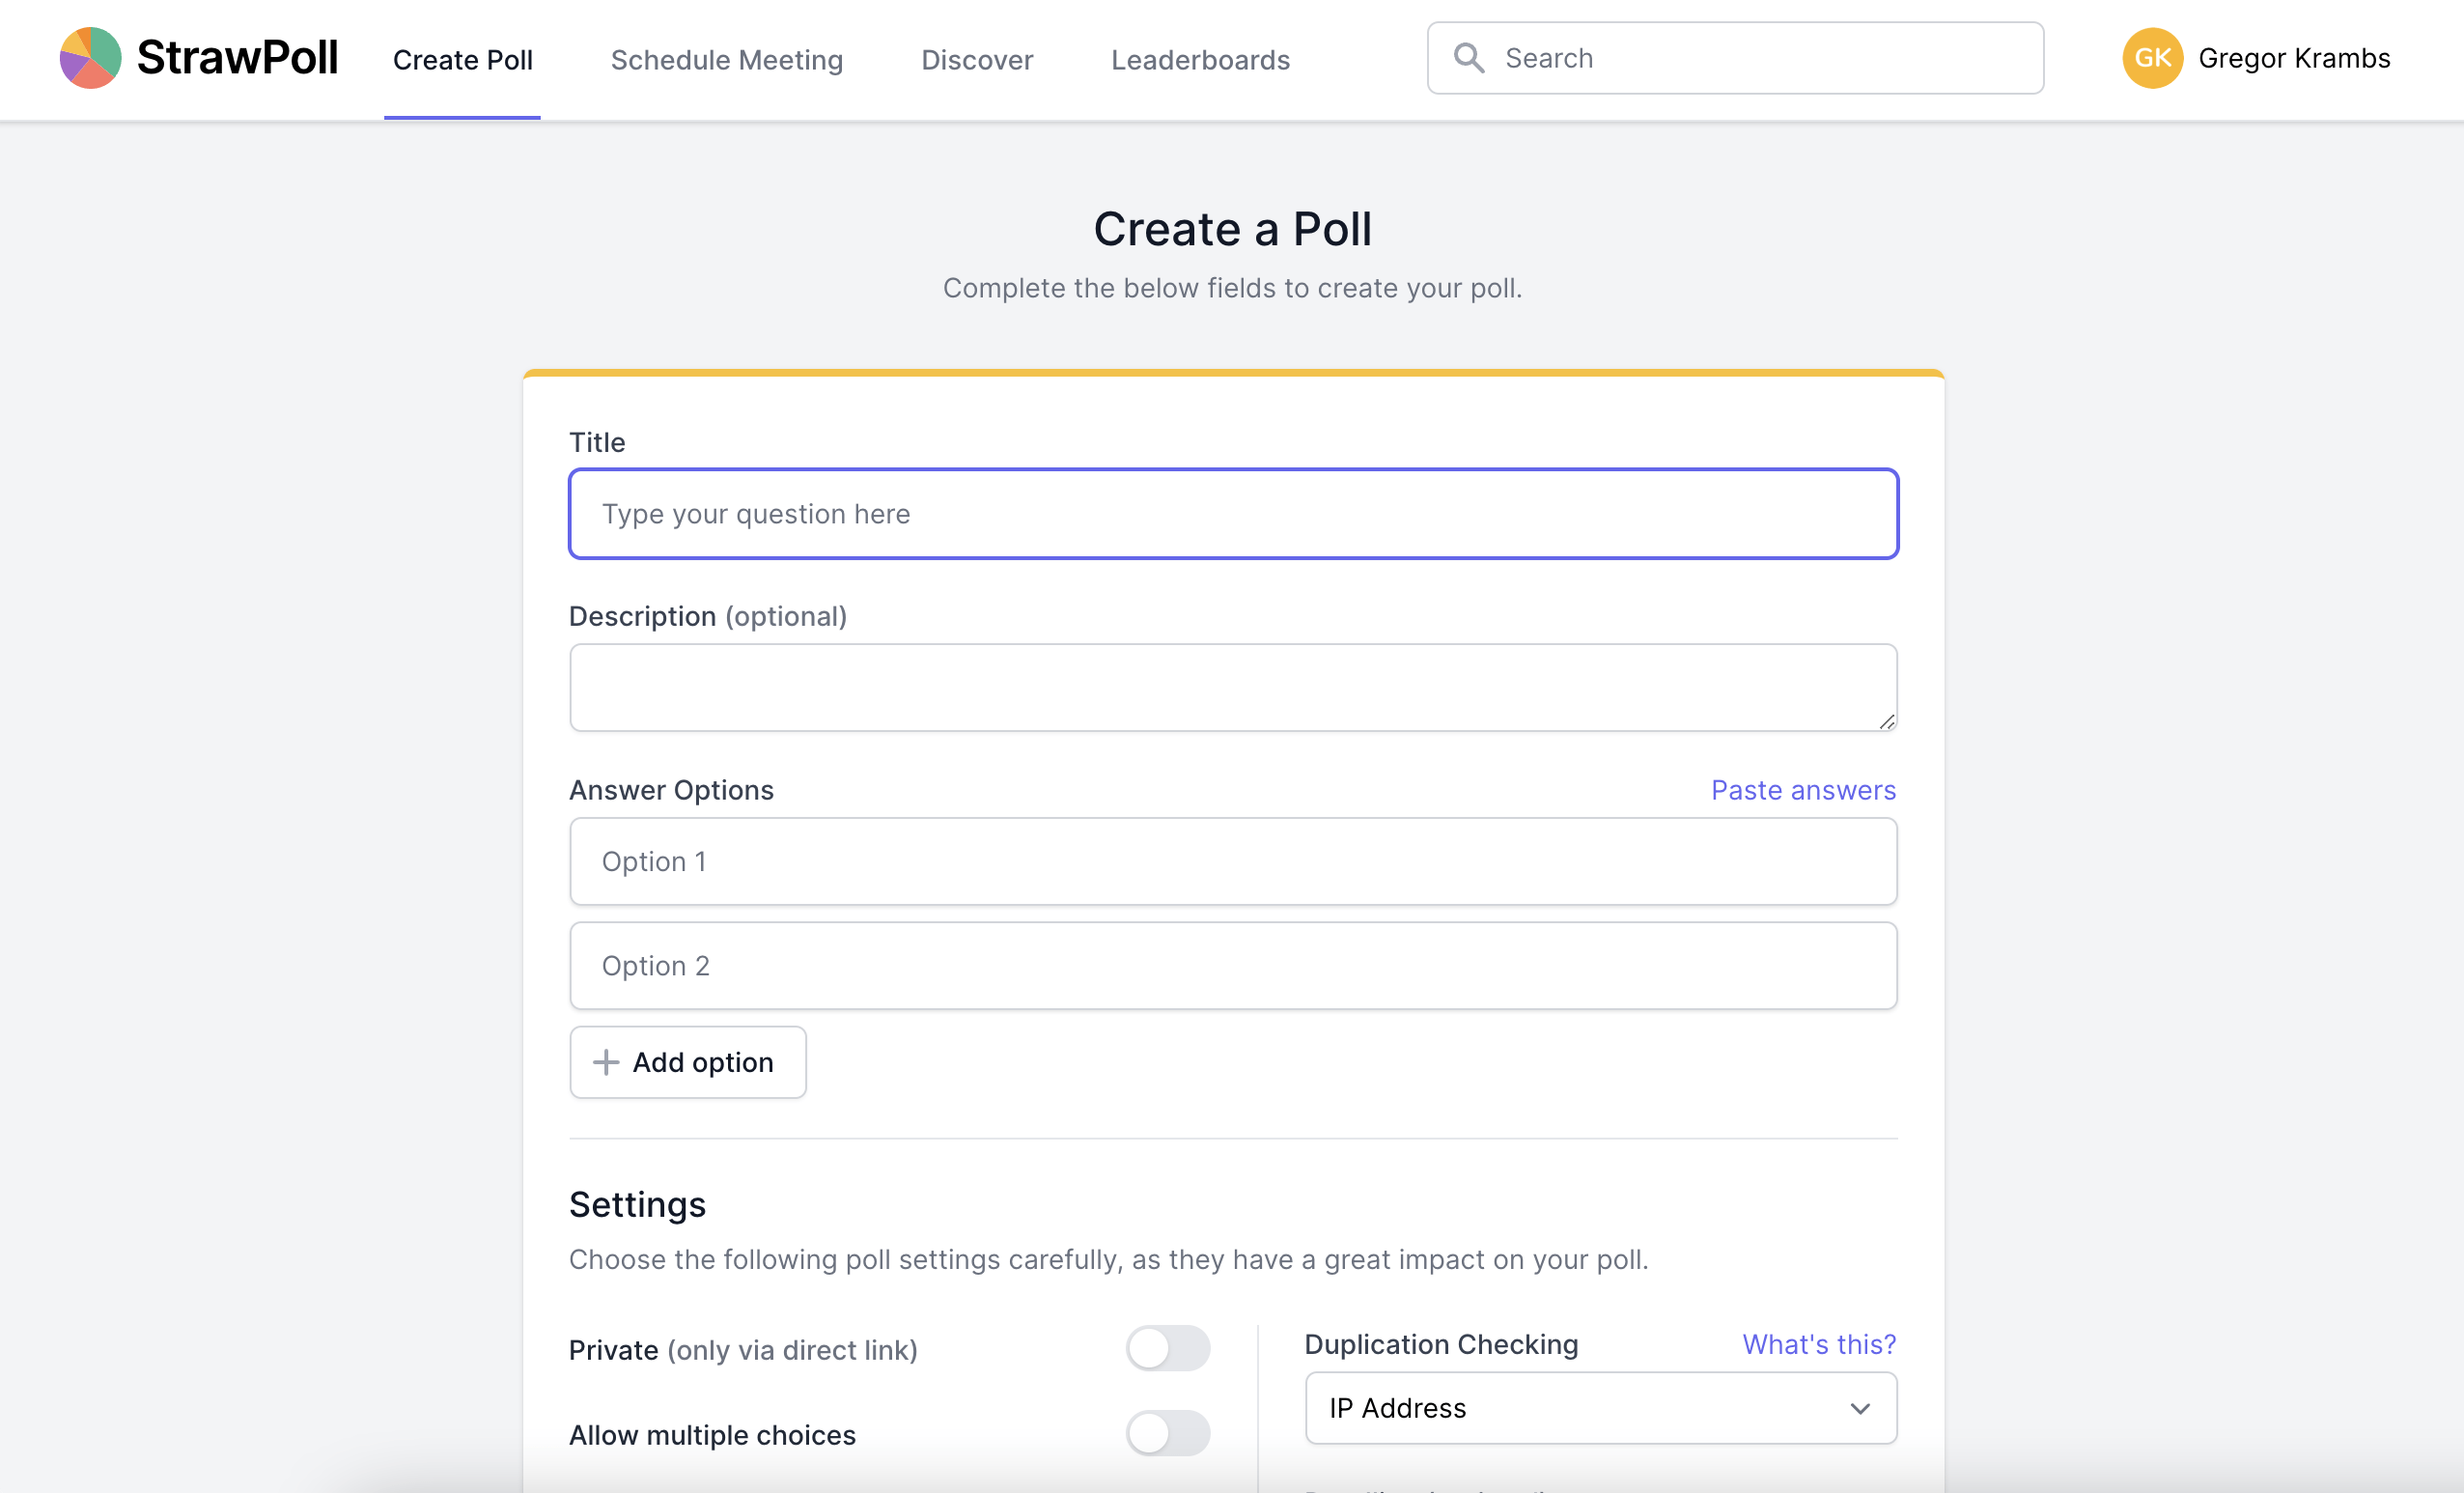 StrawPoll
Create Poll
Schedule Meeting
Discover
Leaderboards
Search
GK
Gregor Krambs
Create a Poll
Complete the below fields to create your poll.
Title
Type your question here
Description (optional)
Answer Options
Paste answers
Option 1
Option 2
Add option
Settings
Choose the following poll settings carefully, as they have a great impact on your poll.
Private (only via direct link)
Duplication Checking
What's this?
IP Address
Allow multiple choices